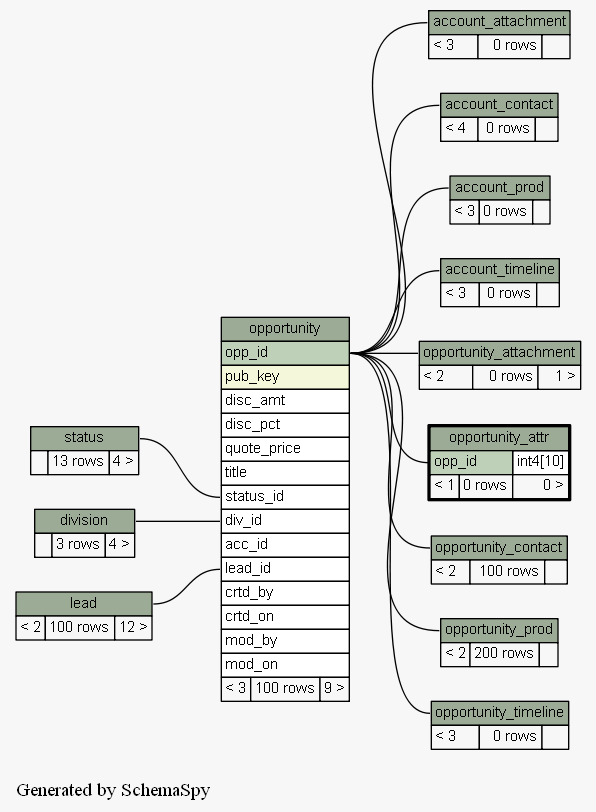 account_attachment
< 3 0 rows
account_contact
< 4 0 rows
account_prod
< 3 0 rows
account_timeline
< 3 0 rows
opportunity
opp_id
pub_key
disc_amt
disc_pct
quote_price
title
status_id
div_id
acc_id
lead_id
crtd_by
crtd_on
mod_by
mod_on
< 3 100 rows 9 >
opportunity_attachment
< 2 0 rows 1 >
status
13 rows 4 >
opportunity_attr
opp_id int4[10]
< 1 0 rows 0 >
division
3 rows 4 >
opportunity_contact
< 2 100 rows
lead
< 2 100 rows 12 >
opportunity_prod
< 2 200 rows
opportunity_timeline
< 3 0 rows
Generated by SchemaSpy